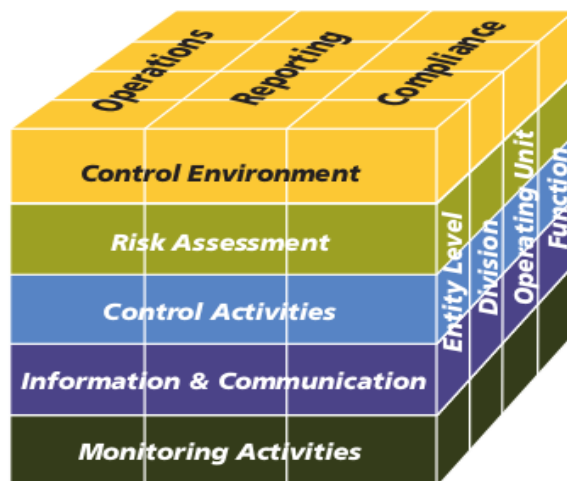 Operations
Reporting
Compliance
Control Environment
Risk Assessment
Control Activities
Information & Communication
Monitoring Activities
Entity Level
Division
Operating Unit
Function